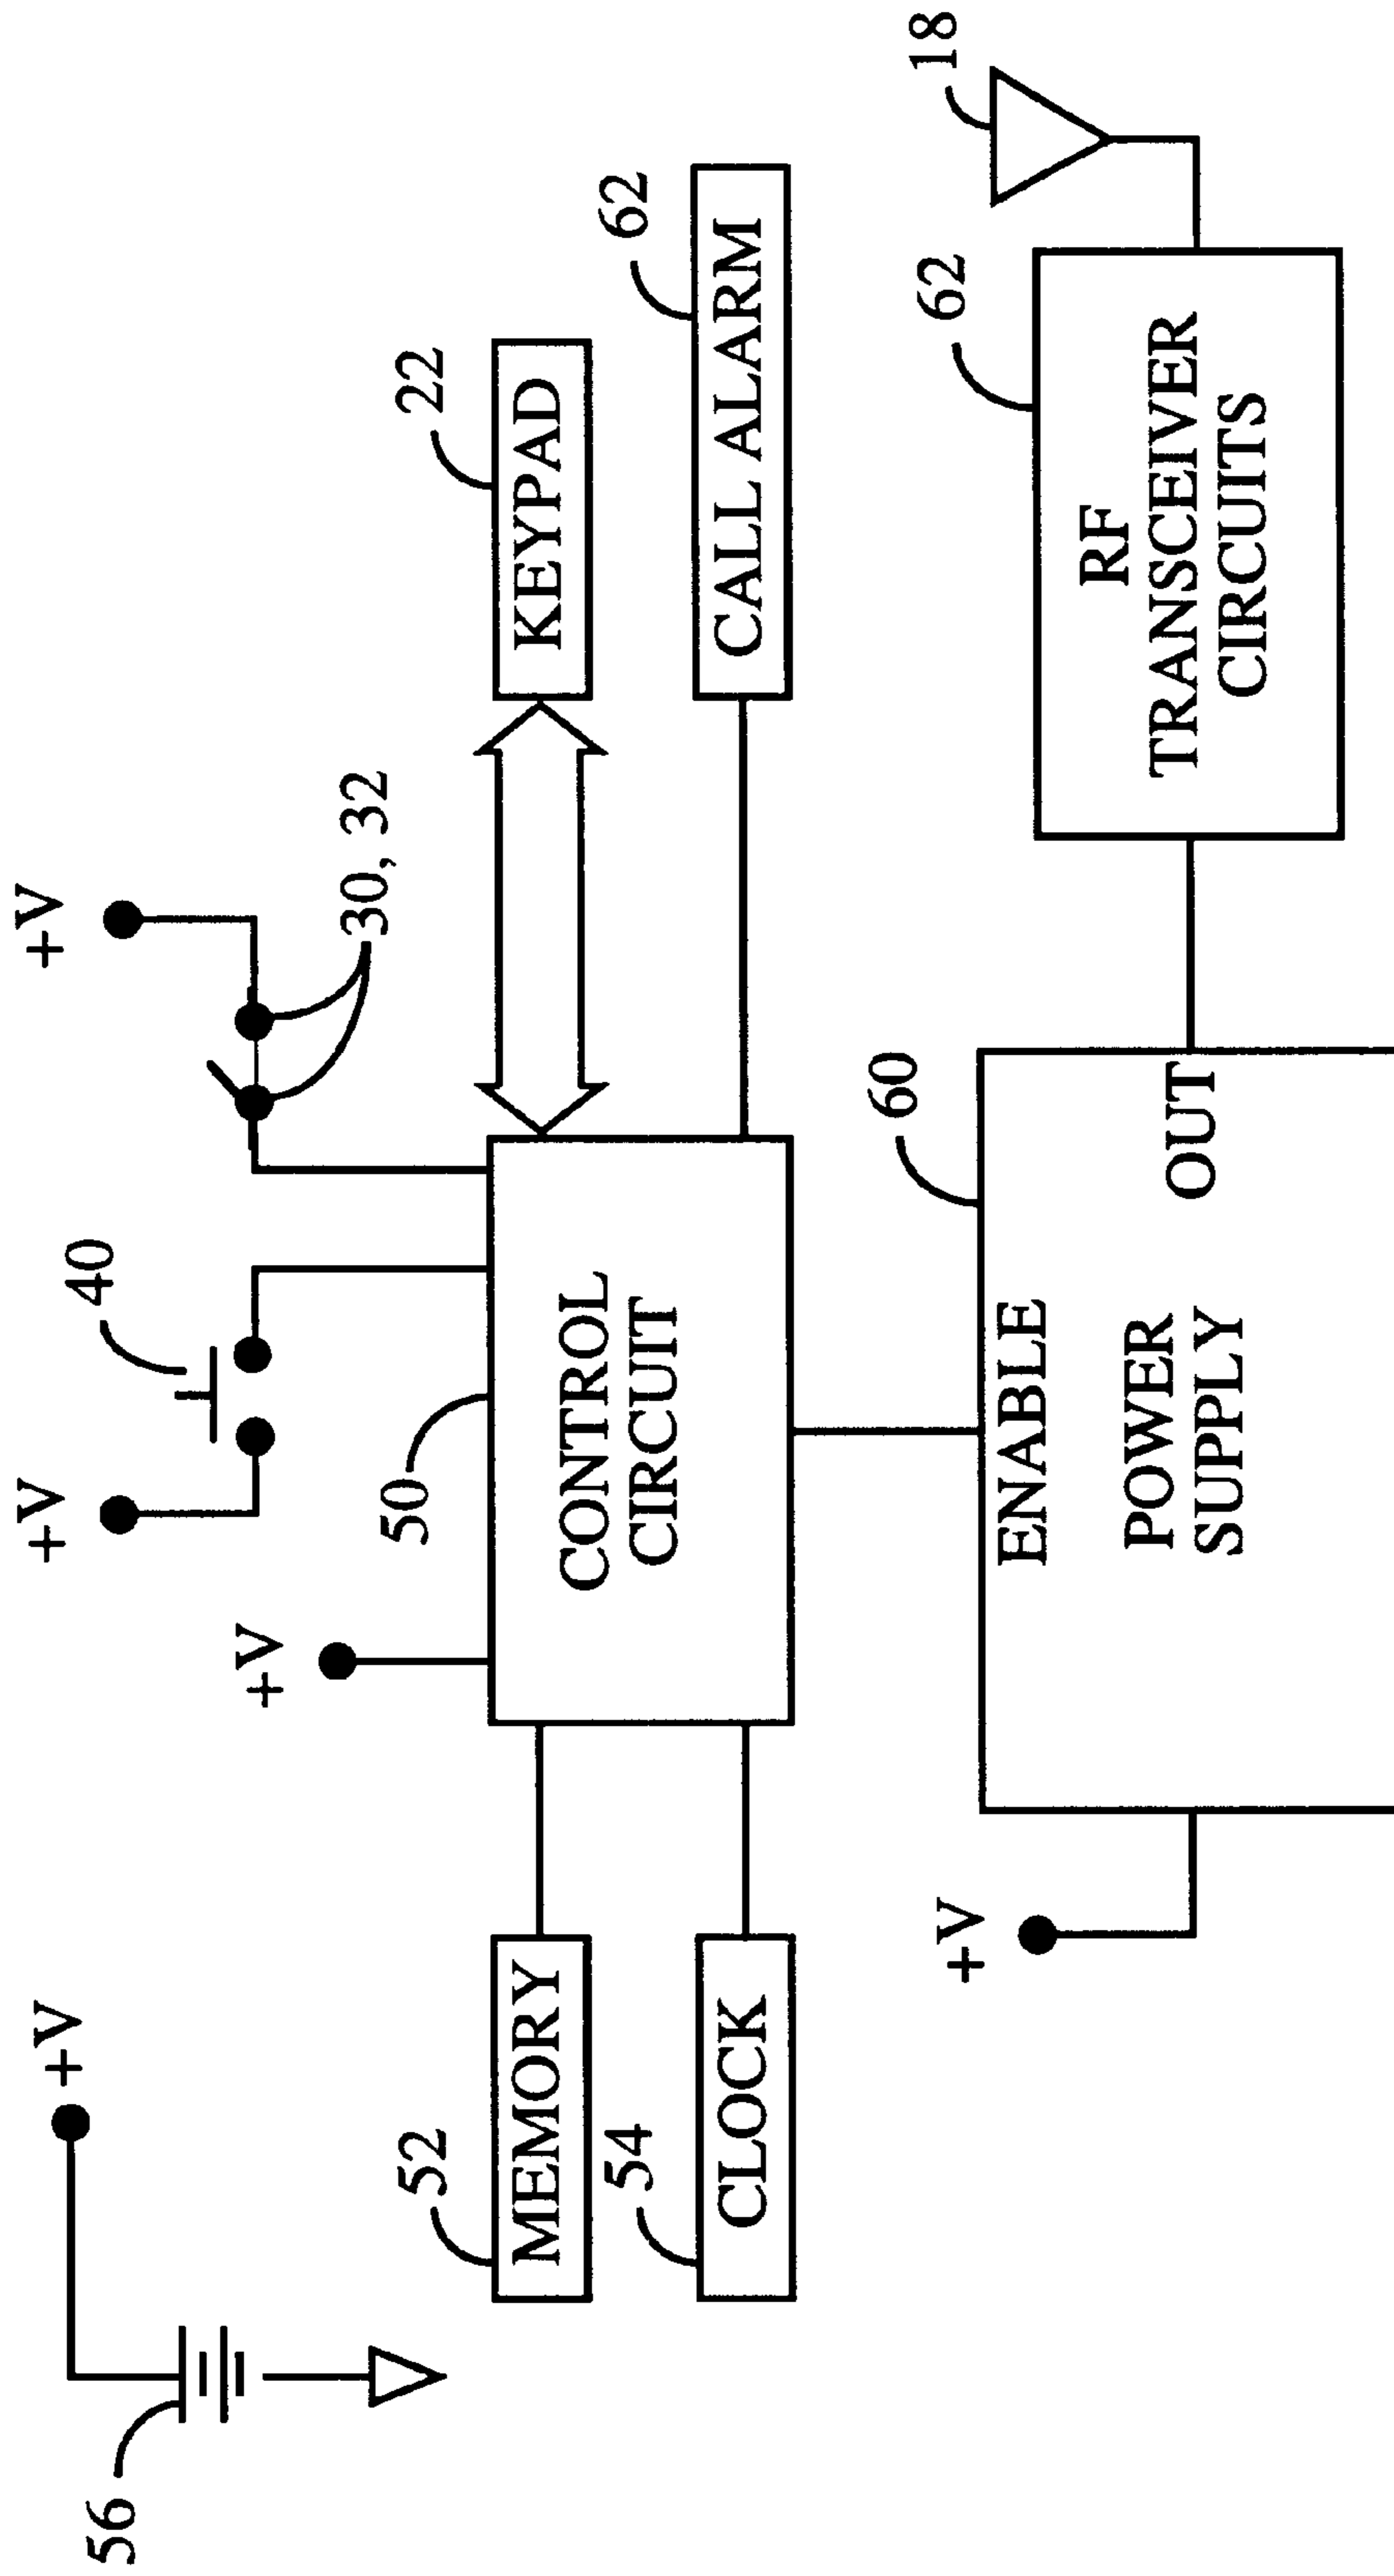 +V
40
+V
30, 32
+V
56
+V
50
22
52
MEMORY
CONTROL
CIRCUIT
KEYPAD
54
CLOCK
62
CALL ALARM
60
62
18
+V
ENABLE
POWER
SUPPLY
OUT
RF
TRANSCEIVER
CIRCUITS